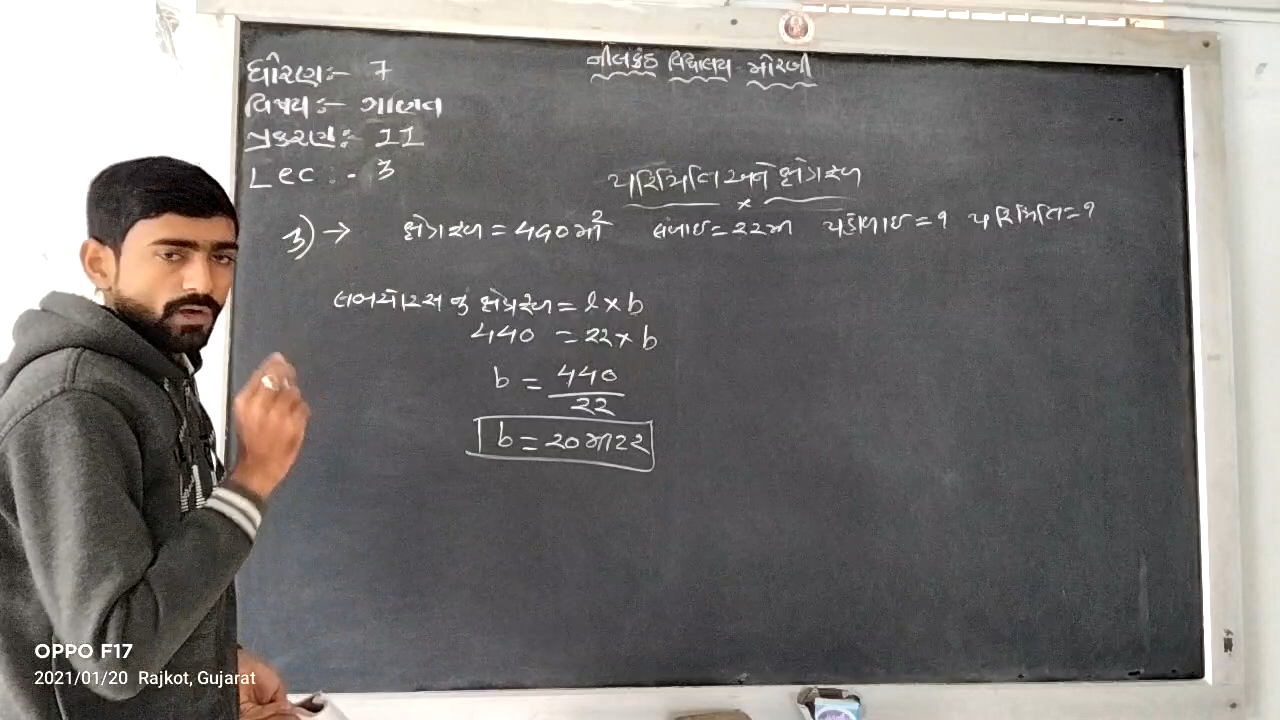 નીલકંઠ વિદ્યાલય મોરબી
ધોરણ:- 7
વિષય:- ગણિત
પ્રકરણ:- 11
Lec :- 3
પરિમિતિ અને ક્ષેત્રફળ
3) → ક્ષેત્રફળ = 440 મી² લંબાઈ = 22 મી પહોળાઈ = ? પરિમિતિ = ?
લંબચોરસ નું ક્ષેત્રફળ = l × b
440 = 22 × b
b = 440
22
b = 20 મીટર
OPPO F17
2021/01/20 Rajkot, Gujarat